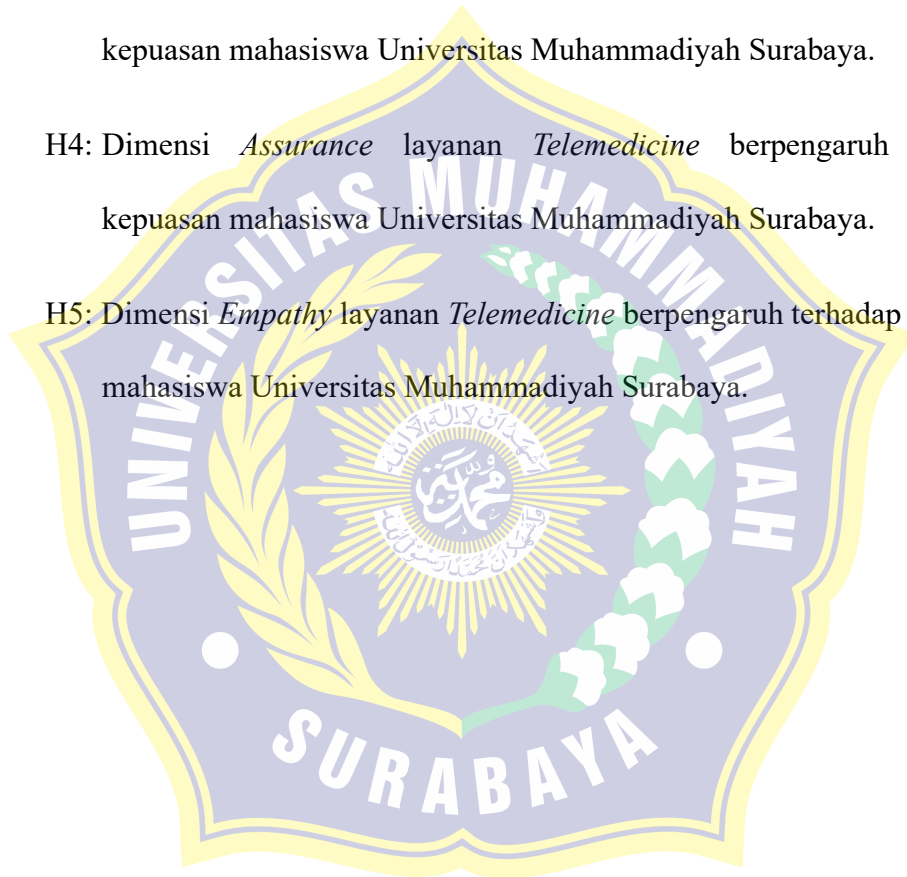 kepuasan mahasiswa Universitas Muhammadiyah Surabaya.
H4: Dimensi Assurance layanan Telemedicine berpengaruh
kepuasan mahasiswa Universitas Muhammadiyah Surabaya.
H5: Dimensi Empathy layanan Telemedicine berpengaruh terhadap
mahasiswa Universitas Muhammadiyah Surabaya.
UNIVERSITAS MUHAMMADIYAH
SURABAYA